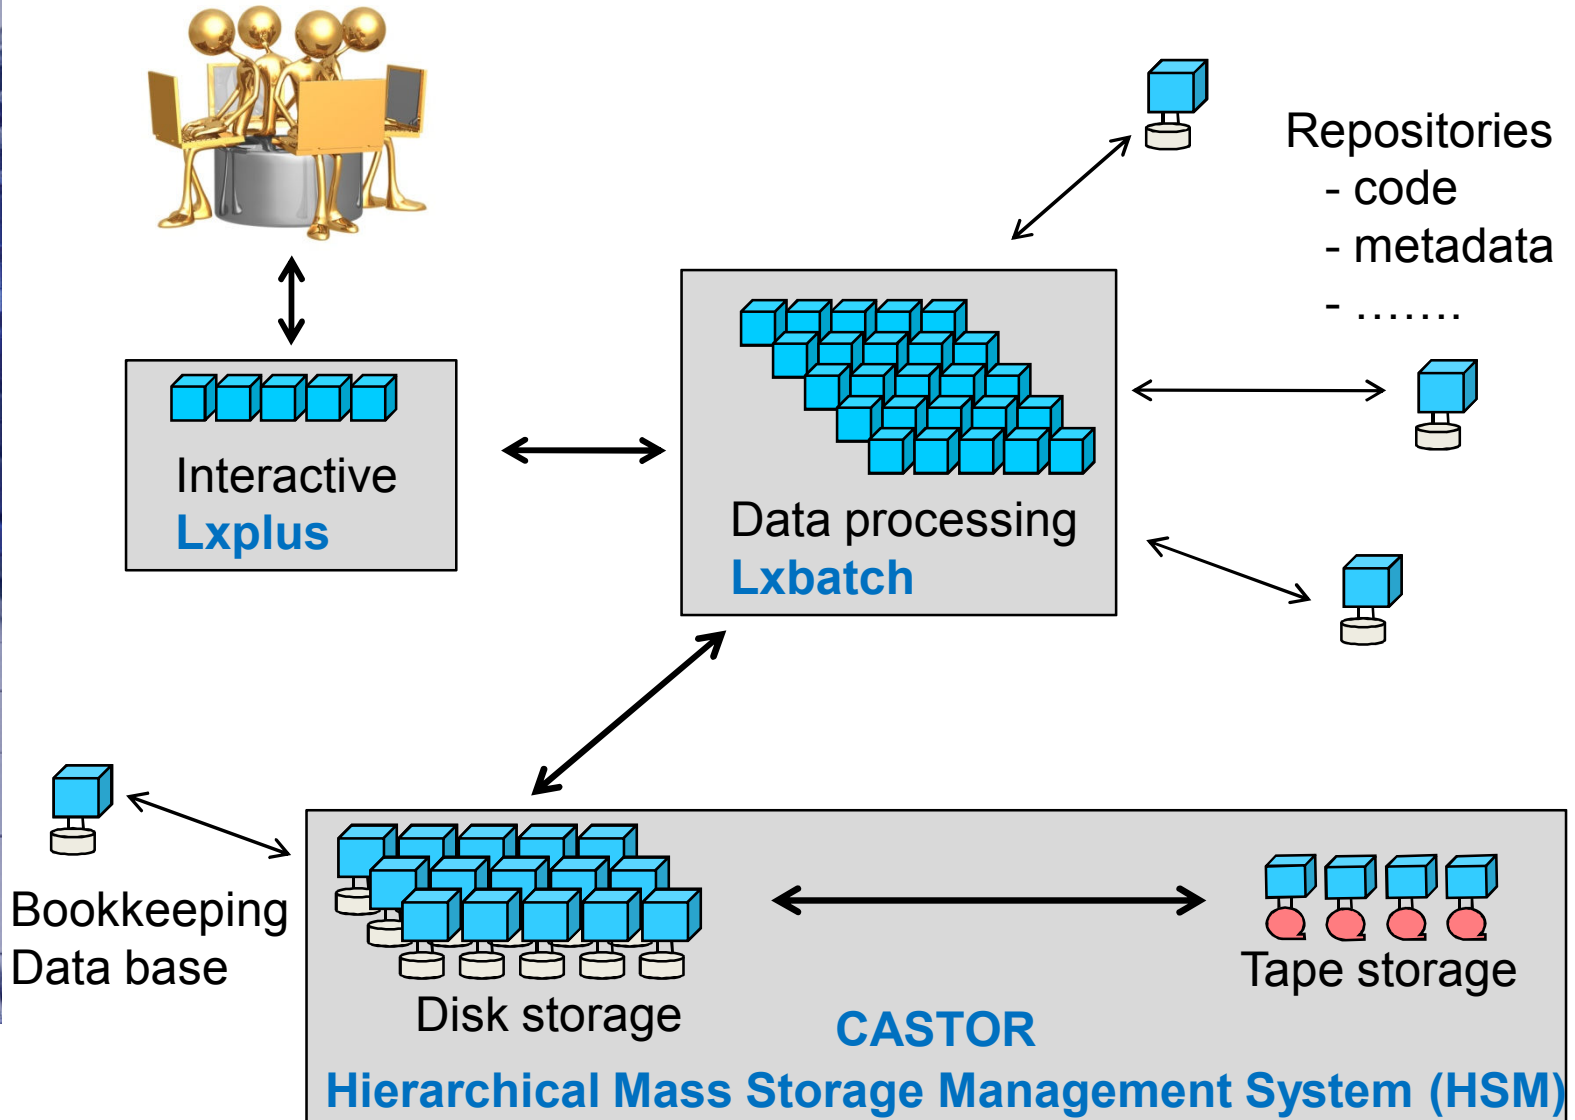 Repositories
- code
- metadata
- …….
Interactive
Lxplus
Data processing
Lxbatch
Bookkeeping
Data base
Disk storage
Tape storage
CASTOR
Hierarchical Mass Storage Management System (HSM)